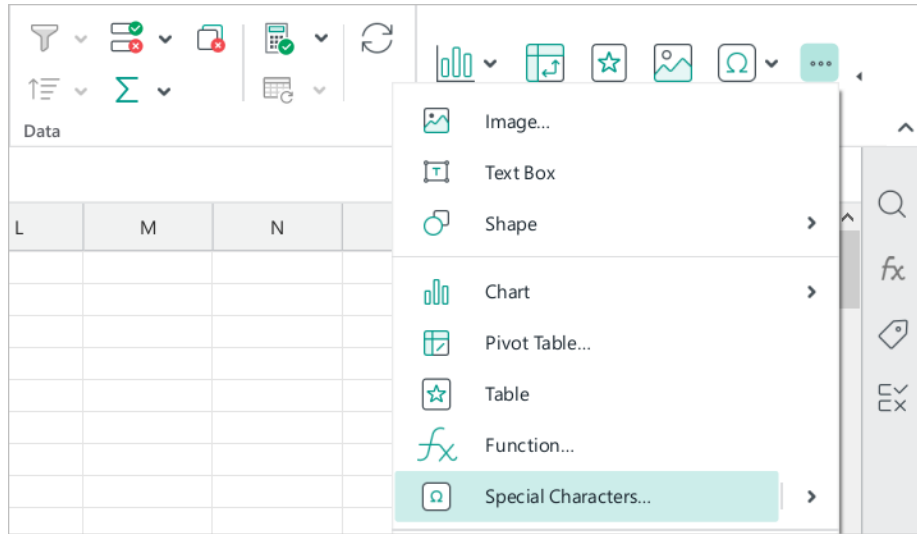 Data
L M N
Image...
Text Box
Shape
Chart
Pivot Table...
Table
Function...
Special Characters...